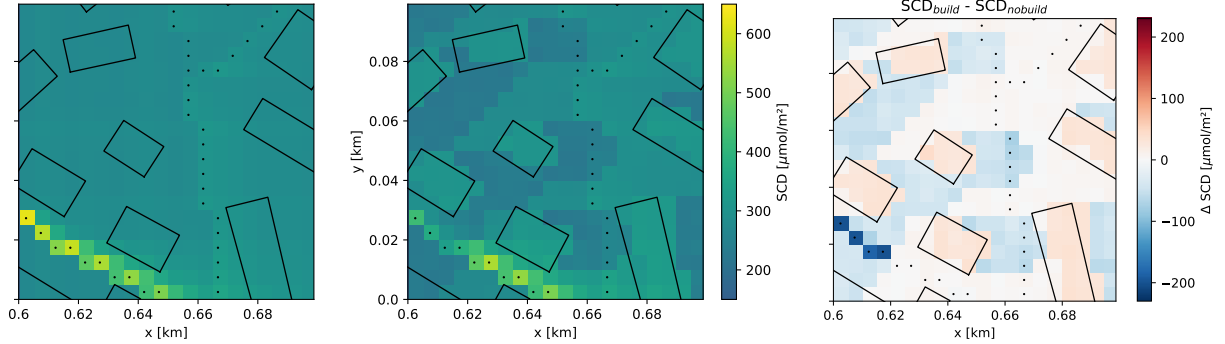 SCD_build - SCD_nobuild
0.6 0.62 0.64 0.66 0.68
x [km]
0.08
0.06
0.04
0.02
0.0
y [km]
0.6 0.62 0.64 0.66 0.68
x [km]
600
500
400
300
200
SCD [μmol/m²]
0.6 0.62 0.64 0.66 0.68
x [km]
200
100
0
−100
−200
Δ SCD [μmol/m²]